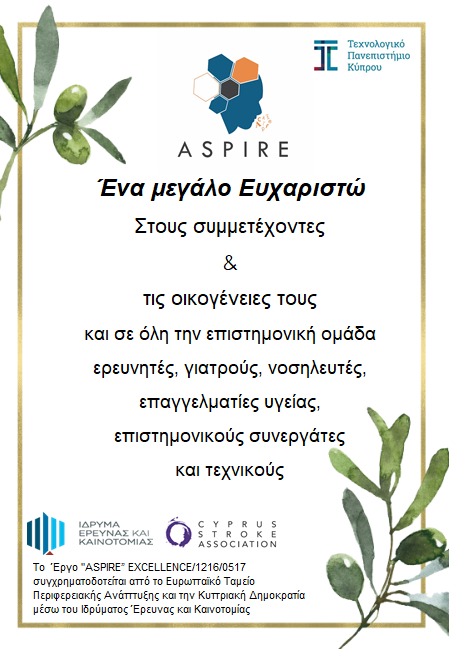 Τεχνολογικό
Πανεπιστήμιο
Κύπρου
ASPIRE
Ένα μεγάλο Ευχαριστώ
Στους συμμετέχοντες
&
τις οικογένειες τους
και σε όλη την επιστημονική ομάδα
ερευνητές, γιατρούς, νοσηλευτές,
επαγγελματίες υγείας,
επιστημονικούς συνεργάτες
και τεχνικούς
ΙΔΡΥΜΑ
ΕΡΕΥΝΑΣ ΚΑΙ
ΚΑΙΝΟΤΟΜΙΑΣ
CYPRUS
STROKE
ASSOCIATION
Το Έργο "ASPIRE" EXCELLENCE/1216/0517
συγχρηματοδοτείται από το Ευρωπαϊκό Ταμείο
Περιφερειακής Ανάπτυξης και την Κυπριακή Δημοκρατία
μέσω του Ιδρύματος Έρευνας και Καινοτομίας